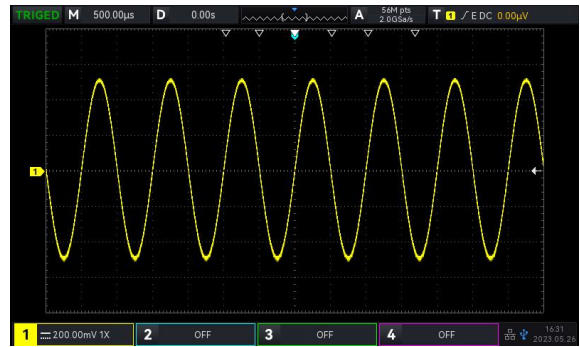 TRIGED M 500.00μs D 0.00s A 56M pts 2.0GSa/s T 1 E DC 0.00μV
1
1 200.00mV 1X 2 OFF 3 OFF 4 OFF 16:31 2023.05.26